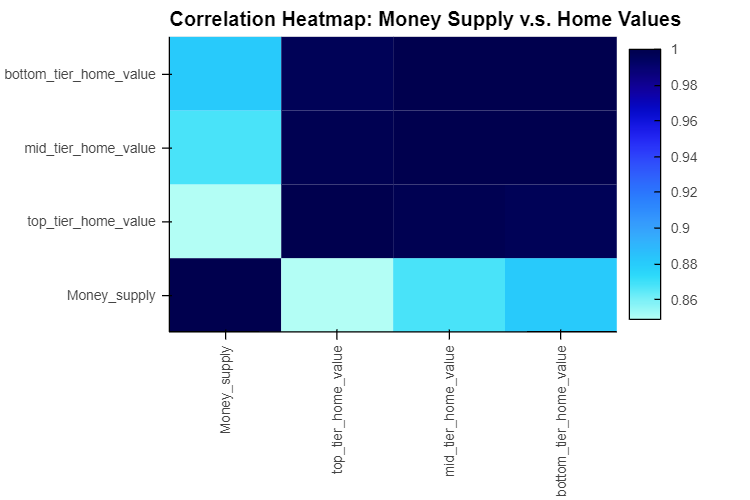 Correlation Heatmap: Money Supply v.s. Home Values
bottom_tier_home_value
mid_tier_home_value
top_tier_home_value
Money_supply
Money_supply
top_tier_home_value
mid_tier_home_value
bottom_tier_home_value
1
0.98
0.96
0.94
0.92
0.9
0.88
0.86